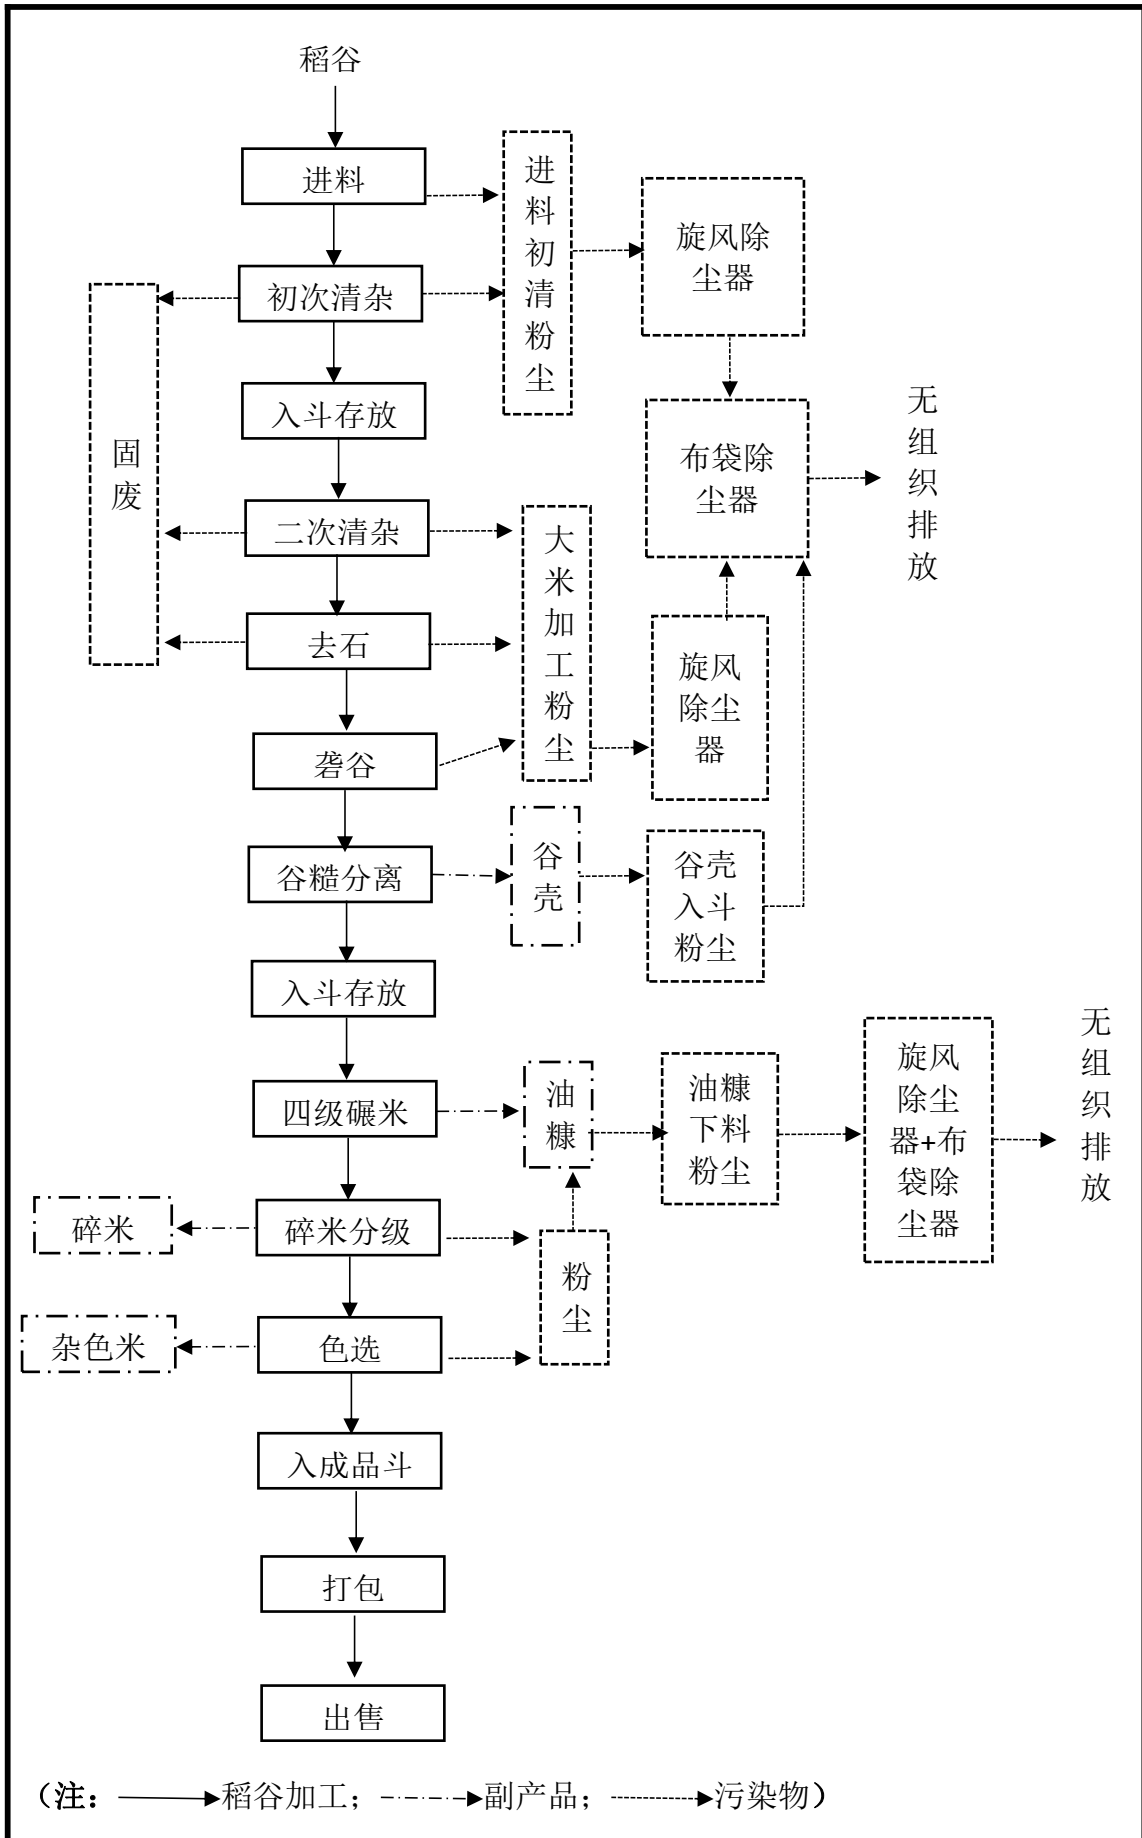 稻谷
进料
初次清杂
入斗存放
二次清杂
去石
砻谷
谷糙分离
入斗存放
四级碾米
碎米分级
色选
入成品斗
打包
出售
固
废
碎米
杂色米
进
料
初
清
粉
尘
旋风除
尘器
布袋除
尘器
无
组
织
排
放
大
米
加
工
粉
尘
旋风
除尘
器
谷
壳
谷壳
入斗
粉尘
油
糠
油糠
下料
粉尘
旋风
除尘
器+布
袋除
尘器
无
组
织
排
放
粉
尘
（注：稻谷加工；副产品；污染物）